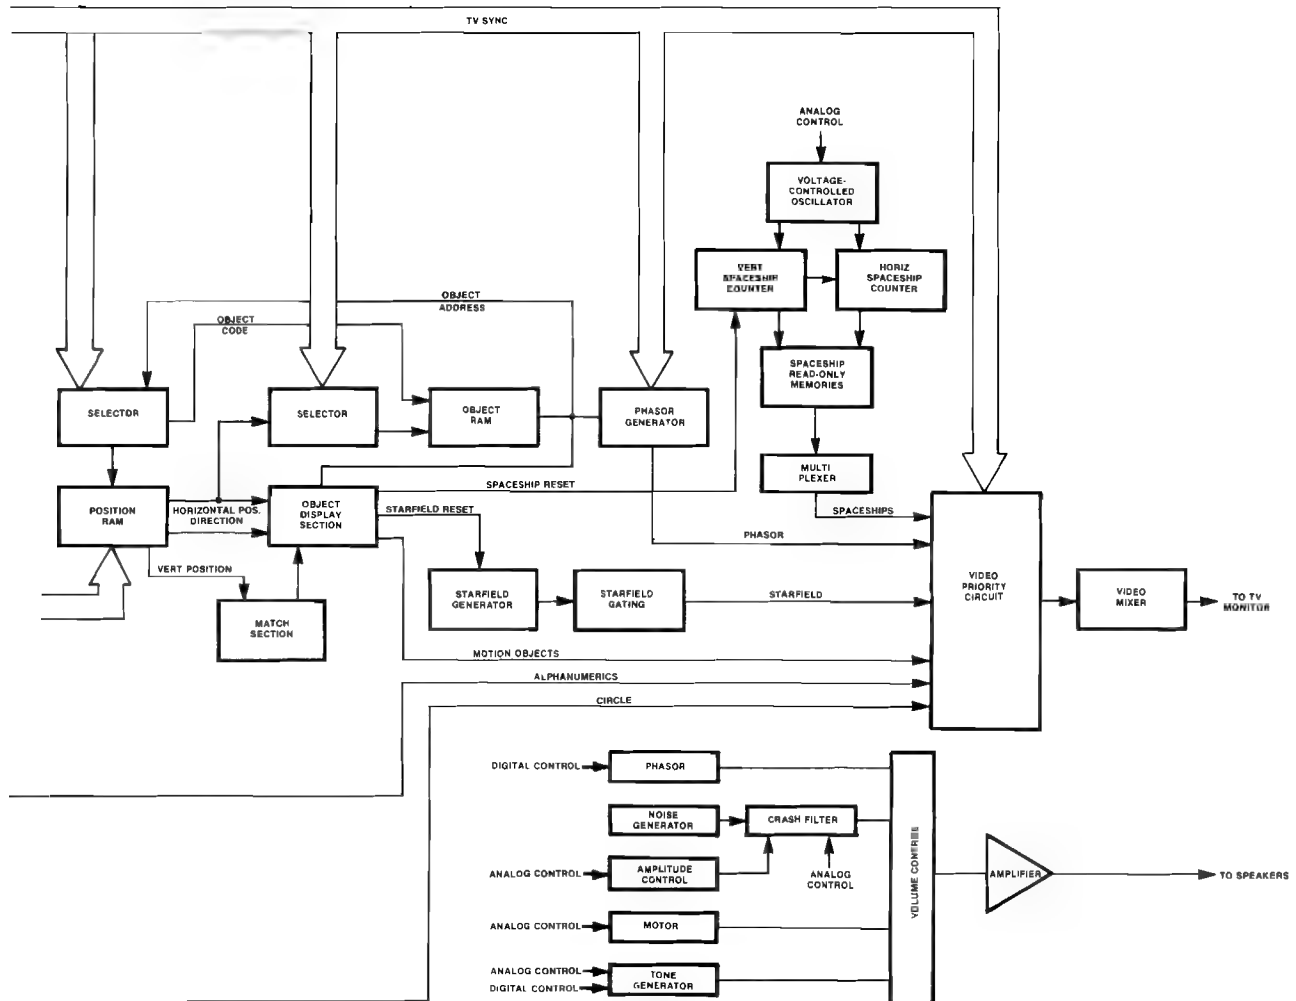 TV SYNC
ANALOG
CONTROL
VOLTAGE-
CONTROLLED
OSCILLATOR
VERT
SPACESHIP
COUNTER
HORIZ
SPACESHIP
COUNTER
OBJECT
ADDRESS
OBJECT
CODE
SPACESHIP
READ-ONLY
MEMORIES
SELECTOR
SELECTOR
OBJECT
RAM
PHASOR
GENERATOR
MULTI
PLEXER
SPACESHIP RESET
POSITION
RAM
HORIZONTAL POS.
DIRECTION
OBJECT
DISPLAY
SECTION
STARFIELD RESET
SPACESHIPS
PHASOR
VERT POSITION
MATCH
SECTION
STARFIELD
GENERATOR
STARFIELD
GATING
STARFIELD
VIDEO
PRIORITY
CIRCUIT
VIDEO
MIXER
TO TV
MONITOR
MOTION OBJECTS
ALPHANUMERICS
CIRCLE
DIGITAL CONTROL
PHASOR
NOISE
GENERATOR
CRASH FILTER
ANALOG CONTROL
AMPLITUDE
CONTROL
ANALOG
CONTROL
VOLUME
AMPLIFIER
TO SPEAKERS
ANALOG CONTROL
MOTOR
ANALOG CONTROL
DIGITAL CONTROL
TONE
GENERATOR